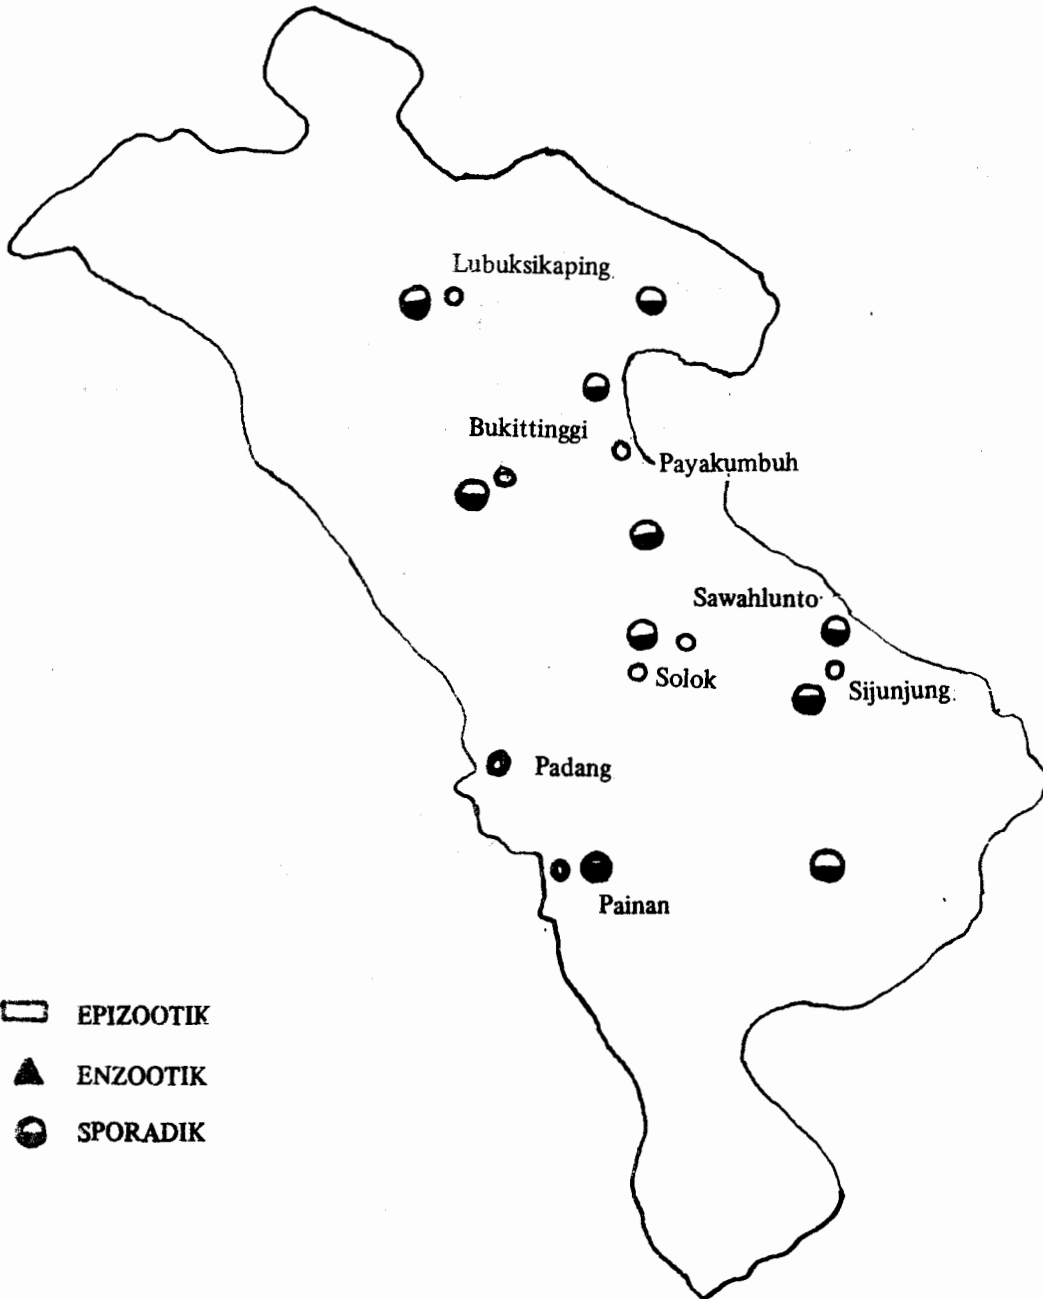 Lubuksikaping
Bukittinggi
Payakumbuh
Sawahlunto
Solok
Sijunjung
Padang
Painan
EPIZOOTIK
ENZOOTIK
SPORADIK